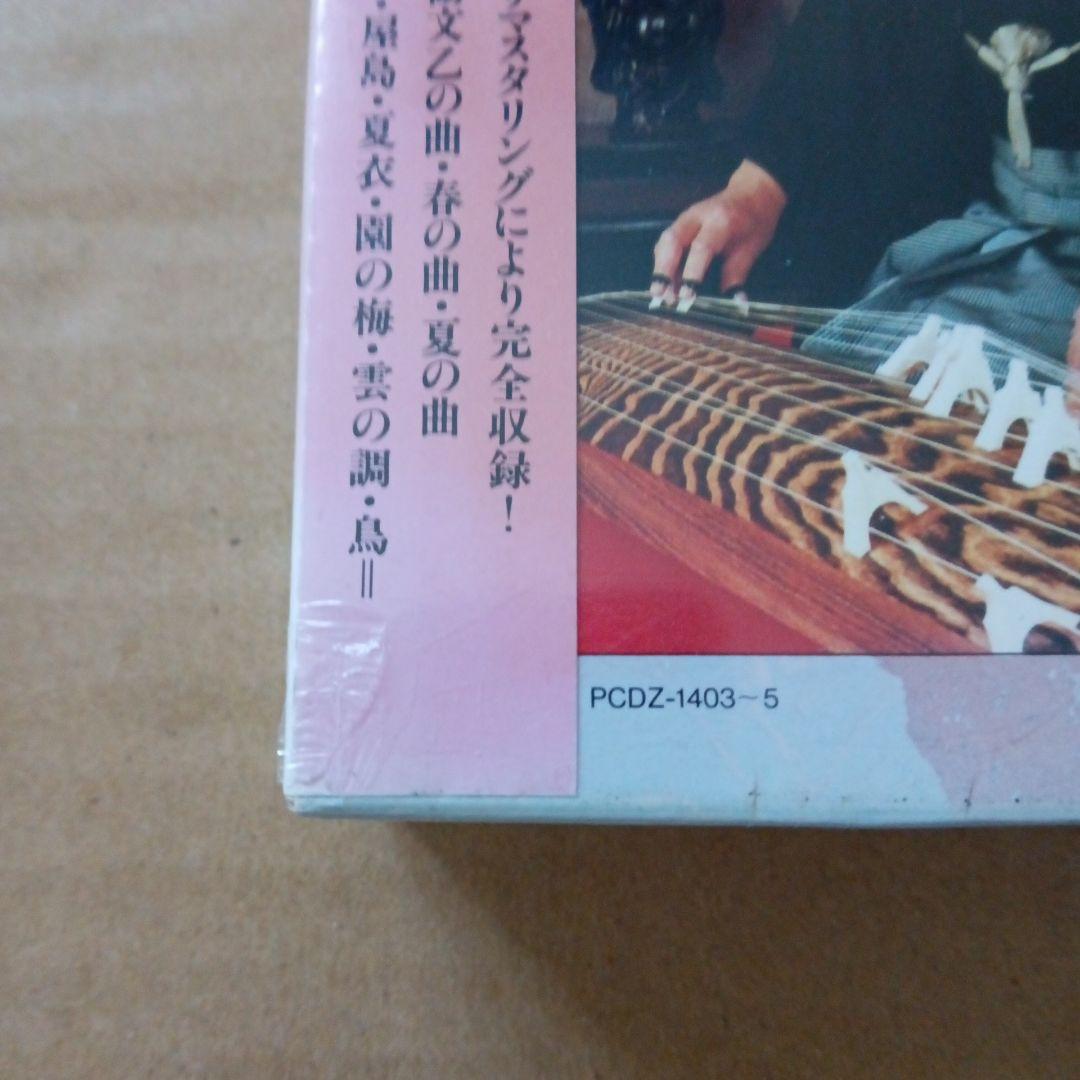 マスタリングにより完全収録！
文乙の曲・春の曲・夏の曲
・屋島・夏衣・園の梅・雲の調・鳥＝
PCDZ-1403～5